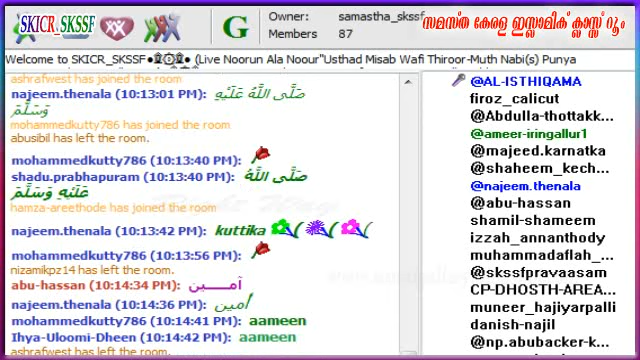 SKICR_SKSSF
G
Owner: samastha_skssf
Members 87
സമസ്ത കേരള ഇസ്ലാമിക് ക്ലാസ്സ് റൂം
Welcome to SKICR_SKSSF●۩۞۩● (Live Noorun Ala Noour"Usthad Misab Wafi Thiroor-Muth Nabi(s) Punya
ashrafwest has joined the room
najeem.thenala (10:13:01 PM): صَلَّى اللَّهُ عَلَيْهِ
وَسَلَّمَ
mohammedkutty786 has joined the room
abusibil has left the room.
mohammedkutty786 (10:13:40 PM):
shadu.prabhapuram (10:13:40 PM): صَلَّى اللَّهُ
عَلَيْهِ وَسَلَّمَ
hamza-areethode has joined the room
najeem.thenala (10:13:42 PM): kuttika
mohammedkutty786 (10:13:56 PM):
nizamikpz14 has left the room.
abu-hassan (10:14:34 PM): آمـــــين
najeem.thenala (10:14:36 PM): أمين
mohammedkutty786 (10:14:41 PM): aameen
Ihya-Uloomi-Dheen (10:14:42 PM): aameen
ashrafwest has left the room.
@AL-ISTHIQAMA
firoz_calicut
@Abdulla-thottakk...
@ameer-iringallur1
@majeed.karnatka
@shaheem_kech...
@najeem.thenala
@abu-hassan
shamil-shameem
izzah_annanthody
muhammadaflah_...
@skssfpravaasam
CP-DHOSTH-AREA...
muneer_hajiyarpalli
danish-najil
@np.abubacker-k...